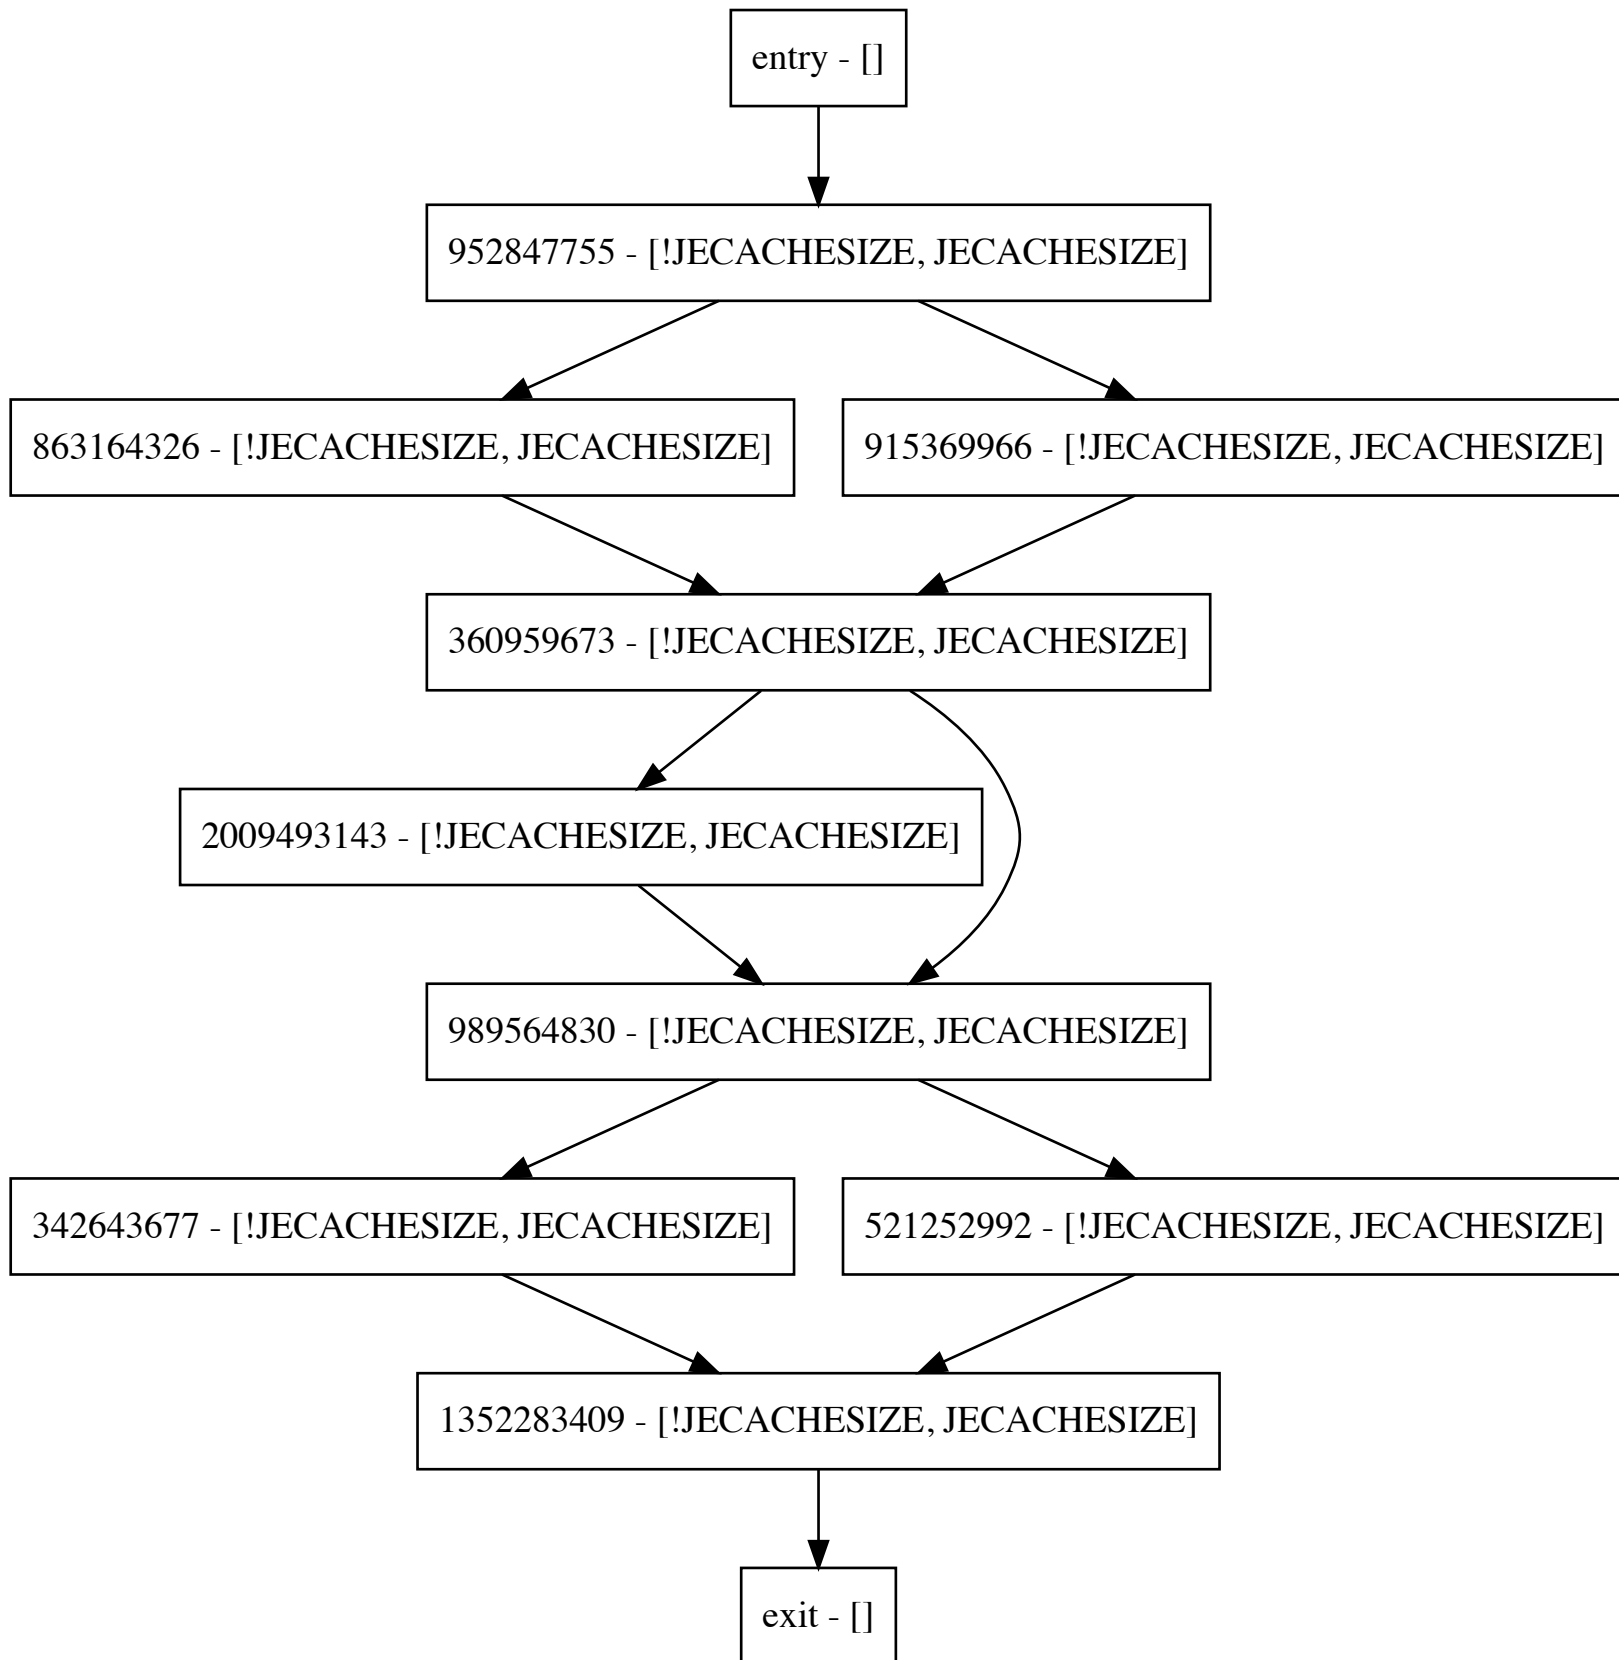 entry - []
952847755 - [!JECACHESIZE, JECACHESIZE]
863164326 - [!JECACHESIZE, JECACHESIZE]
915369966 - [!JECACHESIZE, JECACHESIZE]
360959673 - [!JECACHESIZE, JECACHESIZE]
2009493143 - [!JECACHESIZE, JECACHESIZE]
989564830 - [!JECACHESIZE, JECACHESIZE]
342643677 - [!JECACHESIZE, JECACHESIZE]
521252992 - [!JECACHESIZE, JECACHESIZE]
1352283409 - [!JECACHESIZE, JECACHESIZE]
exit - []